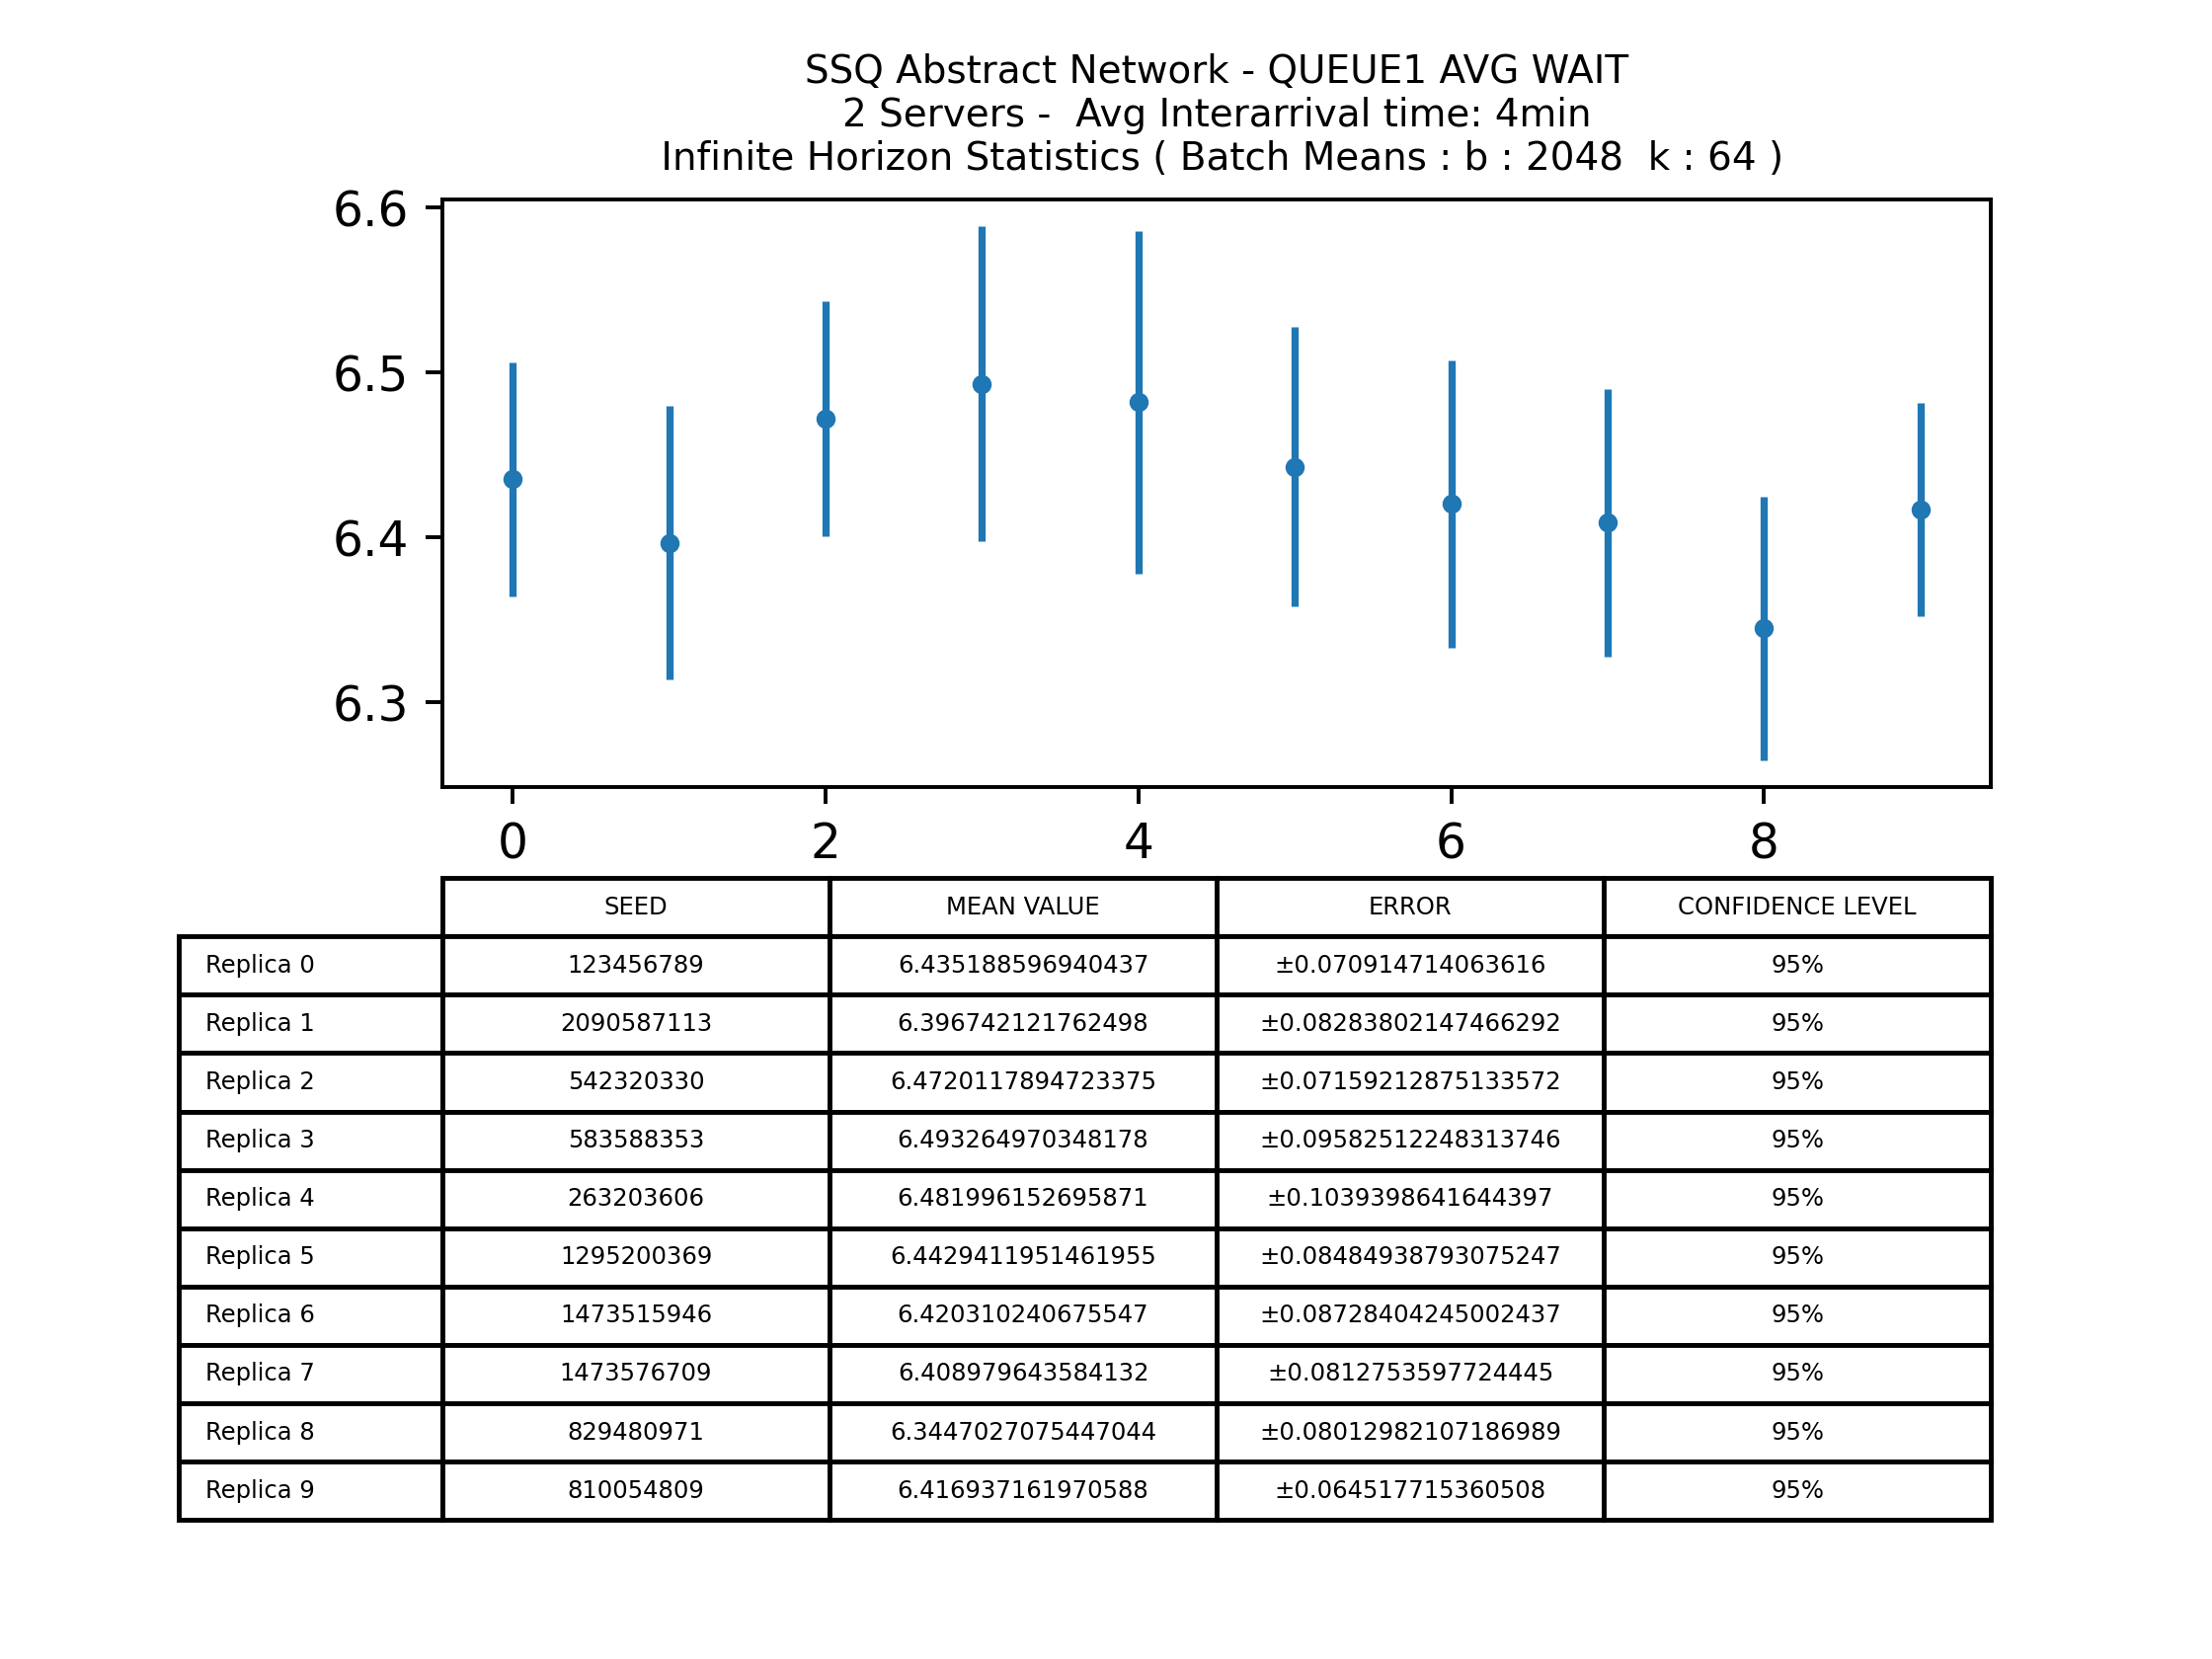 SSQ Abstract Network - QUEUE1 AVG WAIT
2 Servers -  Avg Interarrival time: 4min
Infinite Horizon Statistics ( Batch Means : b : 2048  k : 64 )
6.6
6.5
6.4
6.3
0 2 4 6 8
SEED MEAN VALUE ERROR CONFIDENCE LEVEL
Replica 0 123456789 6.435188596940437 ±0.070914714063616 95%
Replica 1 2090587113 6.396742121762498 ±0.08283802147466292 95%
Replica 2 542320330 6.4720117894723375 ±0.07159212875133572 95%
Replica 3 583588353 6.493264970348178 ±0.09582512248313746 95%
Replica 4 263203606 6.481996152695871 ±0.1039398641644397 95%
Replica 5 1295200369 6.4429411951461955 ±0.08484938793075247 95%
Replica 6 1473515946 6.420310240675547 ±0.08728404245002437 95%
Replica 7 1473576709 6.408979643584132 ±0.0812753597724445 95%
Replica 8 829480971 6.3447027075447044 ±0.08012982107186989 95%
Replica 9 810054809 6.416937161970588 ±0.064517715360508 95%